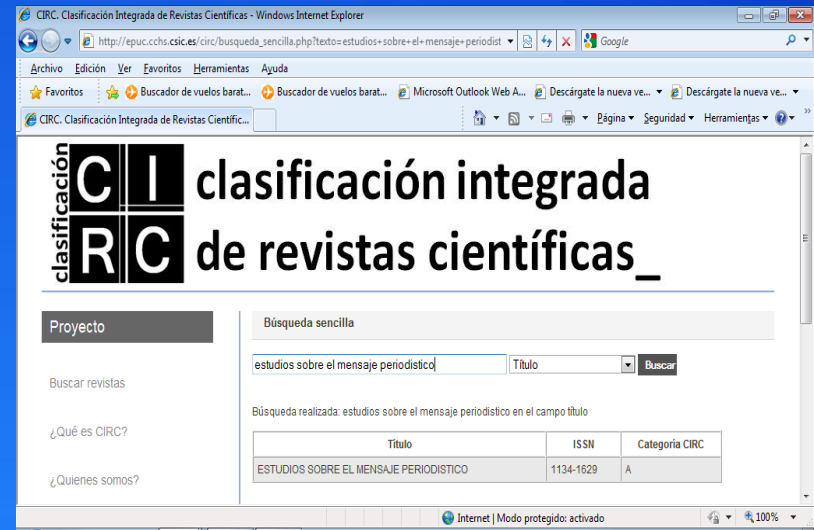 CIRC. Clasificación Integrada de Revistas Científicas - Windows Internet Explorer
http://epuc.cchs.csic.es/circ/busqueda_sencilla.php?texto=estudios+sobre+el+mensaje+periodist
Google
Archivo Edición Ver Favoritos Herramientas Ayuda
Favoritos Buscador de vuelos barat... Buscador de vuelos barat... Microsoft Outlook Web A... Descárgate la nueva ve... Descárgate la nueva ve...
CIRC. Clasificación Integrada de Revistas Científic... Página Seguridad Herramientas »
clasificación
CI
RC
clasificación integrada
de revistas científicas_
Proyecto
Buscar revistas
¿Qué es CIRC?
¿Quienes somos?
Búsqueda sencilla
estudios sobre el mensaje periodistico Título Buscar
Búsqueda realizada: estudios sobre el mensaje periodistico en el campo título
Título ISSN Categoría CIRC
ESTUDIOS SOBRE EL MENSAJE PERIODISTICO 1134-1629 A
Internet | Modo protegido: activado 100%